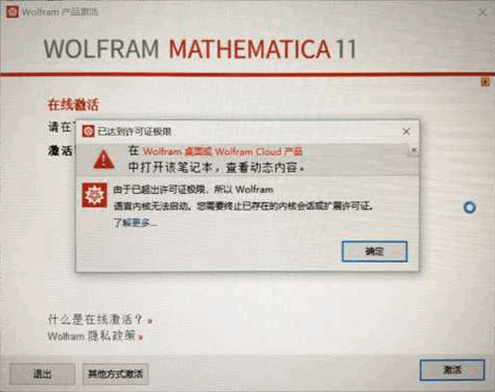 Wolfram 产品激活
WOLFRAM MATHEMATICA 11
在线激活
请在
激活
已达到许可证极限
在 Wolfram 桌面或 Wolfram Cloud 产品
中打开该笔记本，查看动态内容。
由于已超出许可证极限，所以 Wolfram
语言内核无法启动。您需要终止已存在的内核会话或扩展许可证。
了解更多...
确定
什么是在线激活？ »
Wolfram 隐私政策 »
退出
其他方式激活
激活